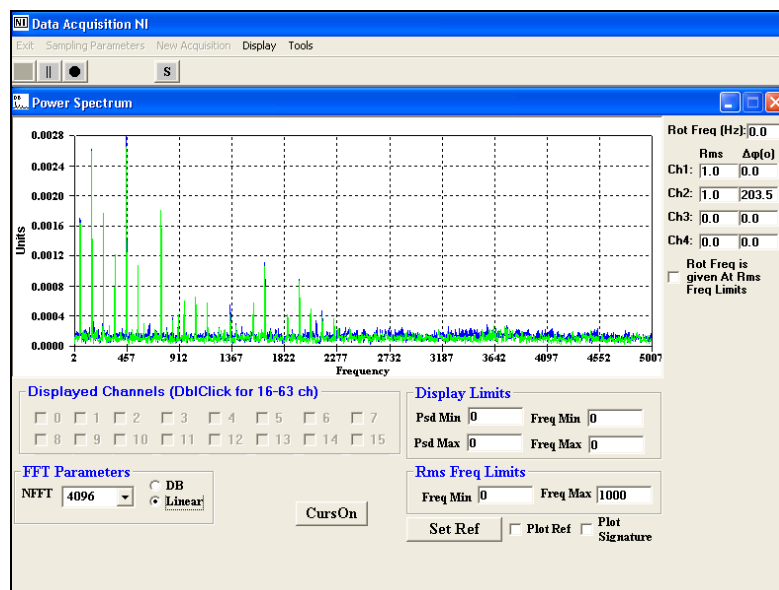 NI Data Acquisition NI
Exit Sampling Parameters New Acquisition Display Tools
S
Power Spectrum
Rot Freq (Hz): 0.0
Rms Δφ(o)
Ch1: 1.0 0.0
Ch2: 1.0 203.5
Ch3: 0.0 0.0
Ch4: 0.0 0.0
Rot Freq is
given At Rms
Freq Limits
Units
0.0028
0.0024
0.0020
0.0016
0.0012
0.0008
0.0004
0.0000
2 457 912 1367 1822 2277 2732 3187 3642 4097 4552 5007
Frequency
Displayed Channels (DblClick for 16-63 ch)
0 1 2 3 4 5 6 7
8 9 10 11 12 13 14 15
Display Limits
Psd Min 0 Freq Min 0
Psd Max 0 Freq Max 0
FFT Parameters
NFFT 4096
DB
Linear
CursOn
Rms Freq Limits
Freq Min 0 Freq Max 1000
Set Ref Plot Ref Plot
Signature